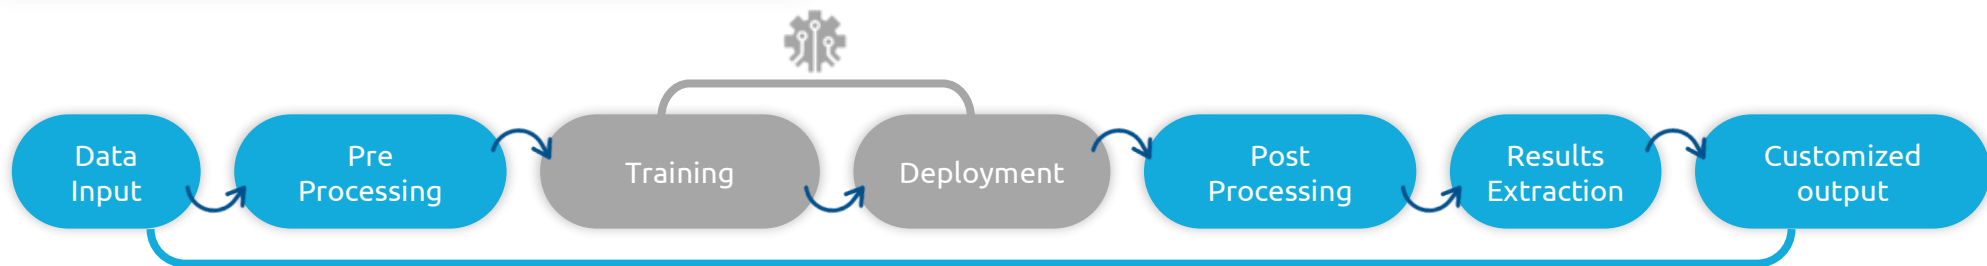 Data
Input
Pre
Processing
Training
Deployment
Post
Processing
Results
Extraction
Customized
output